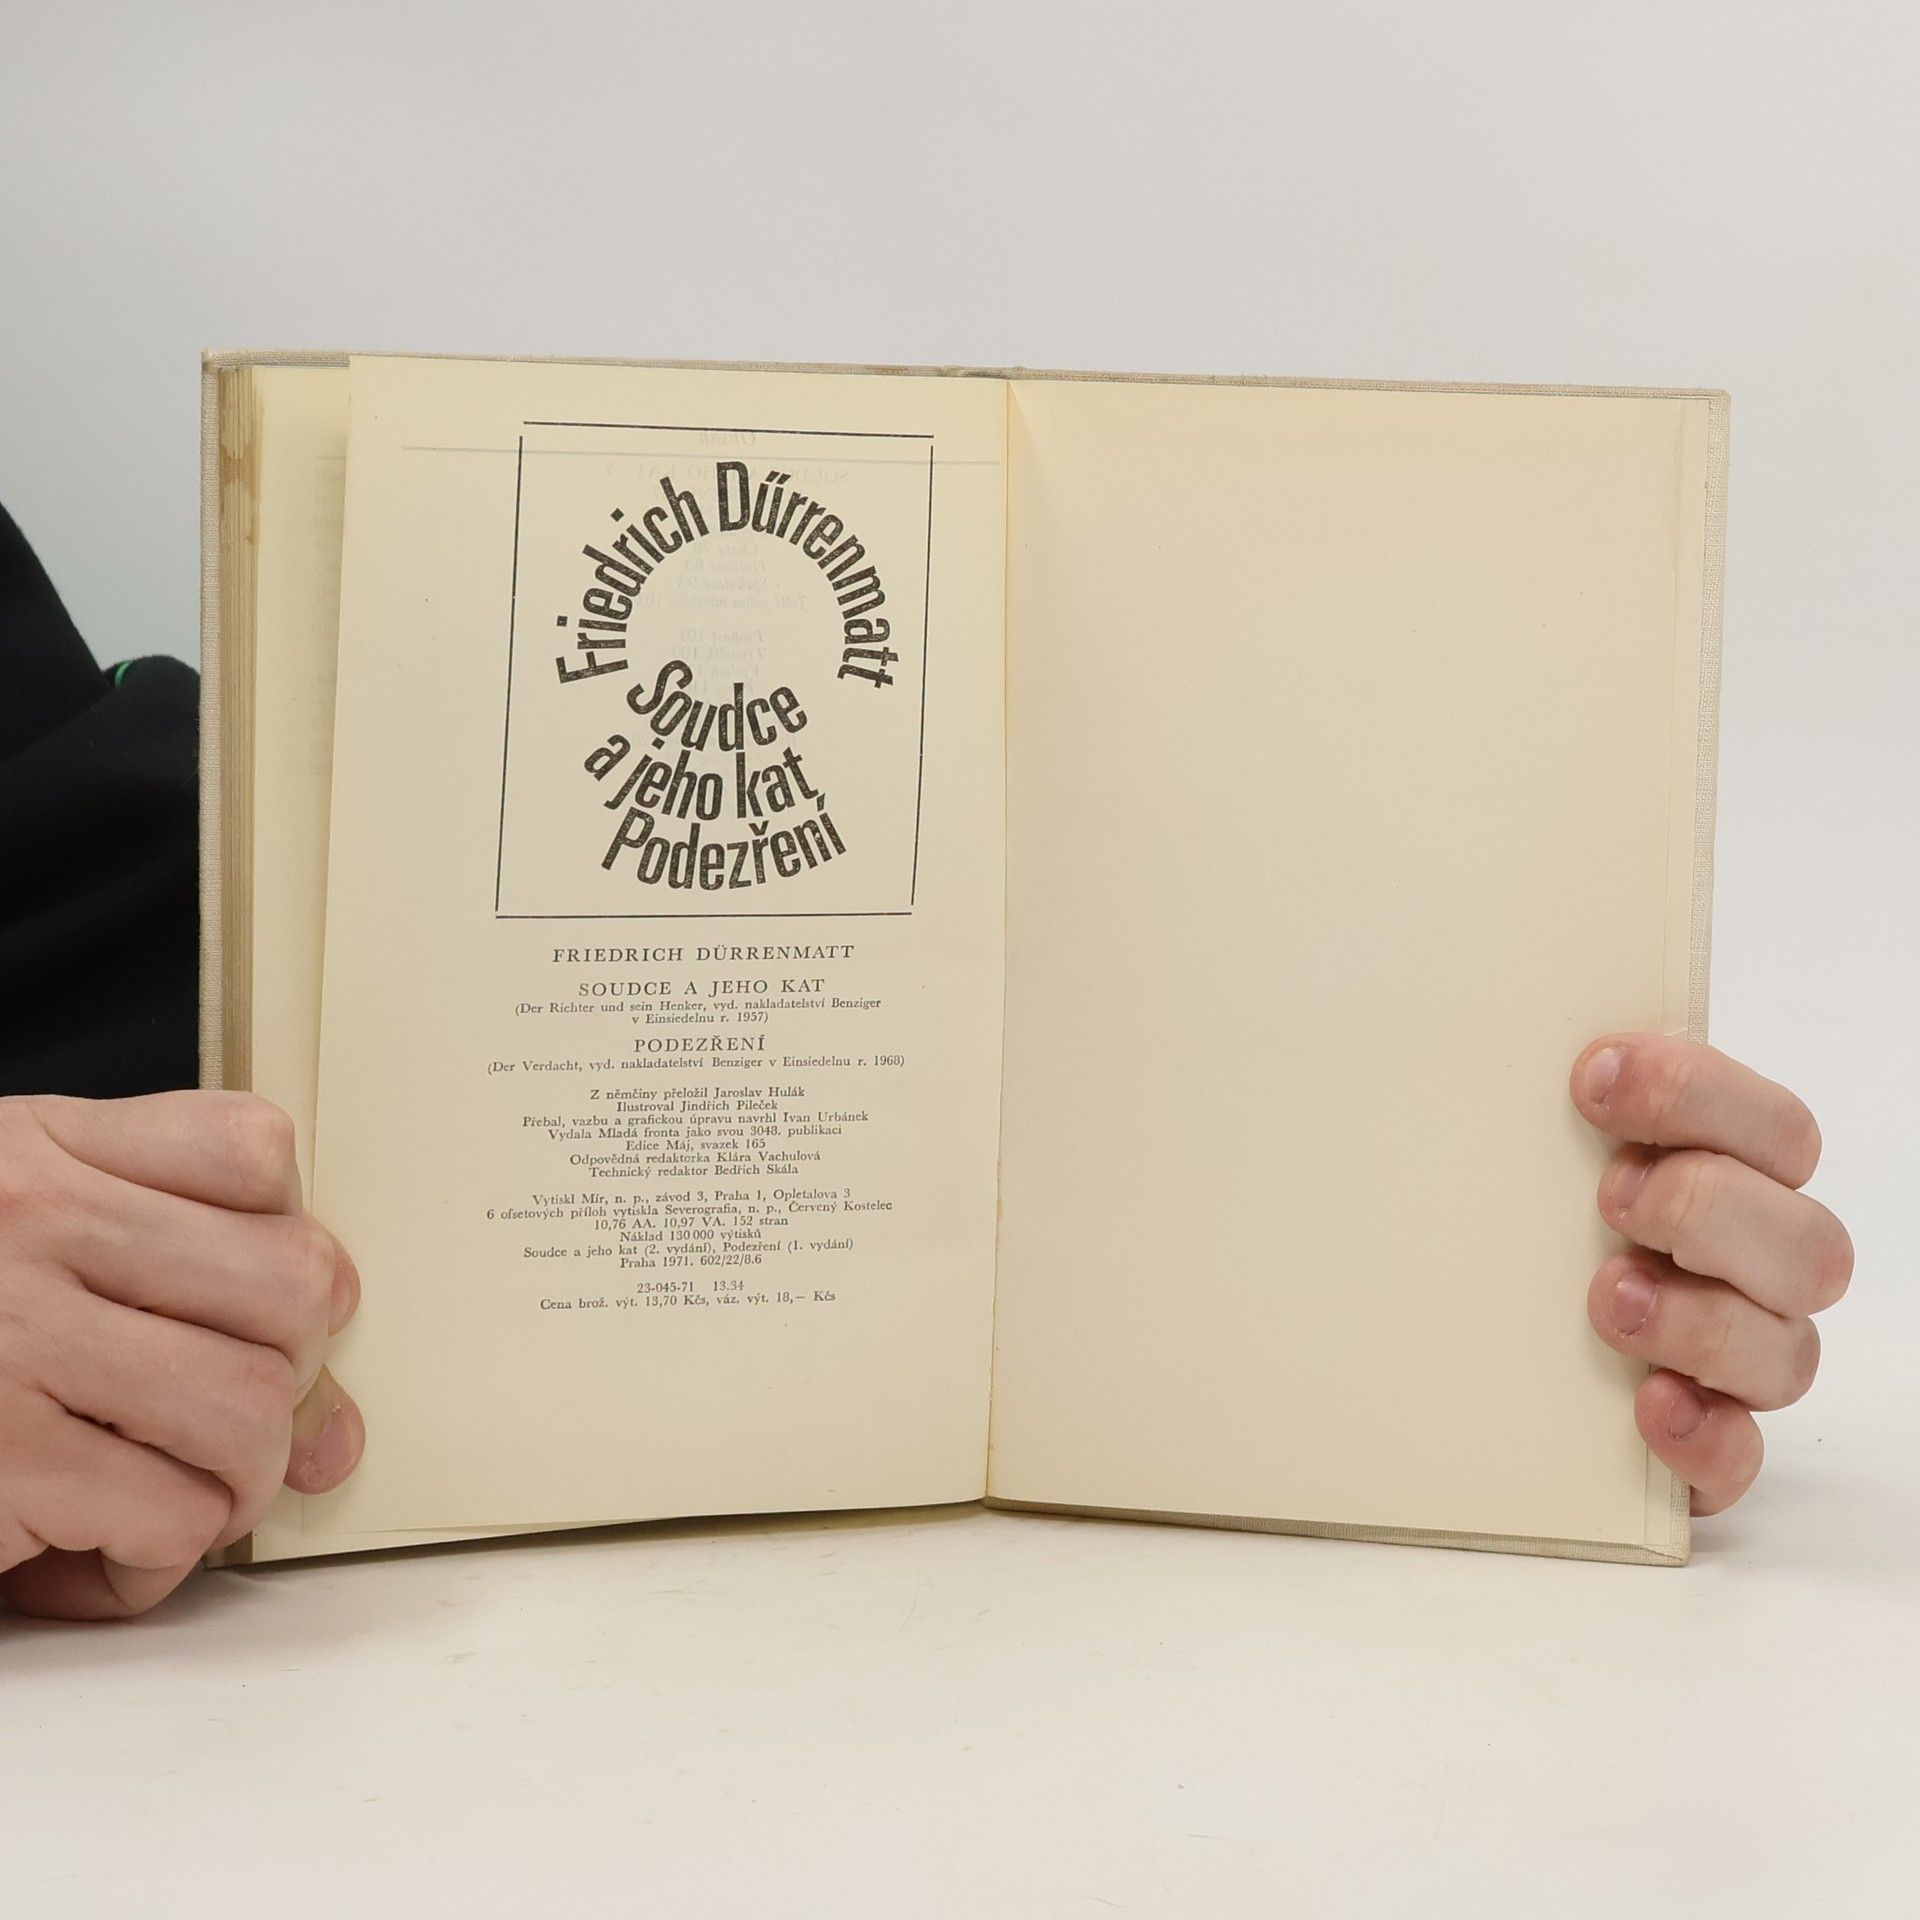 Friedrich Dűrrenmatt
Soudce
a jeho kat
Podezření
FRIEDRICH DÜRRENMATT
SOUDCE A JEHO KAT
(Der Richter und sein Henker, vyd. nakladatelství Benziger
v Einsiedelnu r. 1957)
PODEZŘENÍ
(Der Verdacht, vyd. nakladatelství Benziger v Einsiedelnu r. 1968)
Z němčiny přeložil Jaroslav Hulák
Ilustroval Jindřich Pileček
Přebal, vazbu a grafickou úpravu navrhl Ivan Urbánek
Vydala Mladá fronta jako svou 3048. publikaci
Edice Máj, svazek 165
Odpovědná redaktorka Klára Vachulová
Technický redaktor Bedřich Skála
Vytiskl Mír, n. p., závod 3, Praha 1, Opletalova 3
6 ofsetových příloh vytiskla Severografia, n. p., Červený Kostelec
10,76 AA. 10,97 VA. 152 stran
Náklad 130 000 výtisků
Soudce a jeho kat (2. vydání), Podezření (1. vydání)
Praha 1971. 602/22/8.6
23-045-71 13.34
Cena brož. výt. 13,70 Kčs, váz. výt. 18,— Kčs